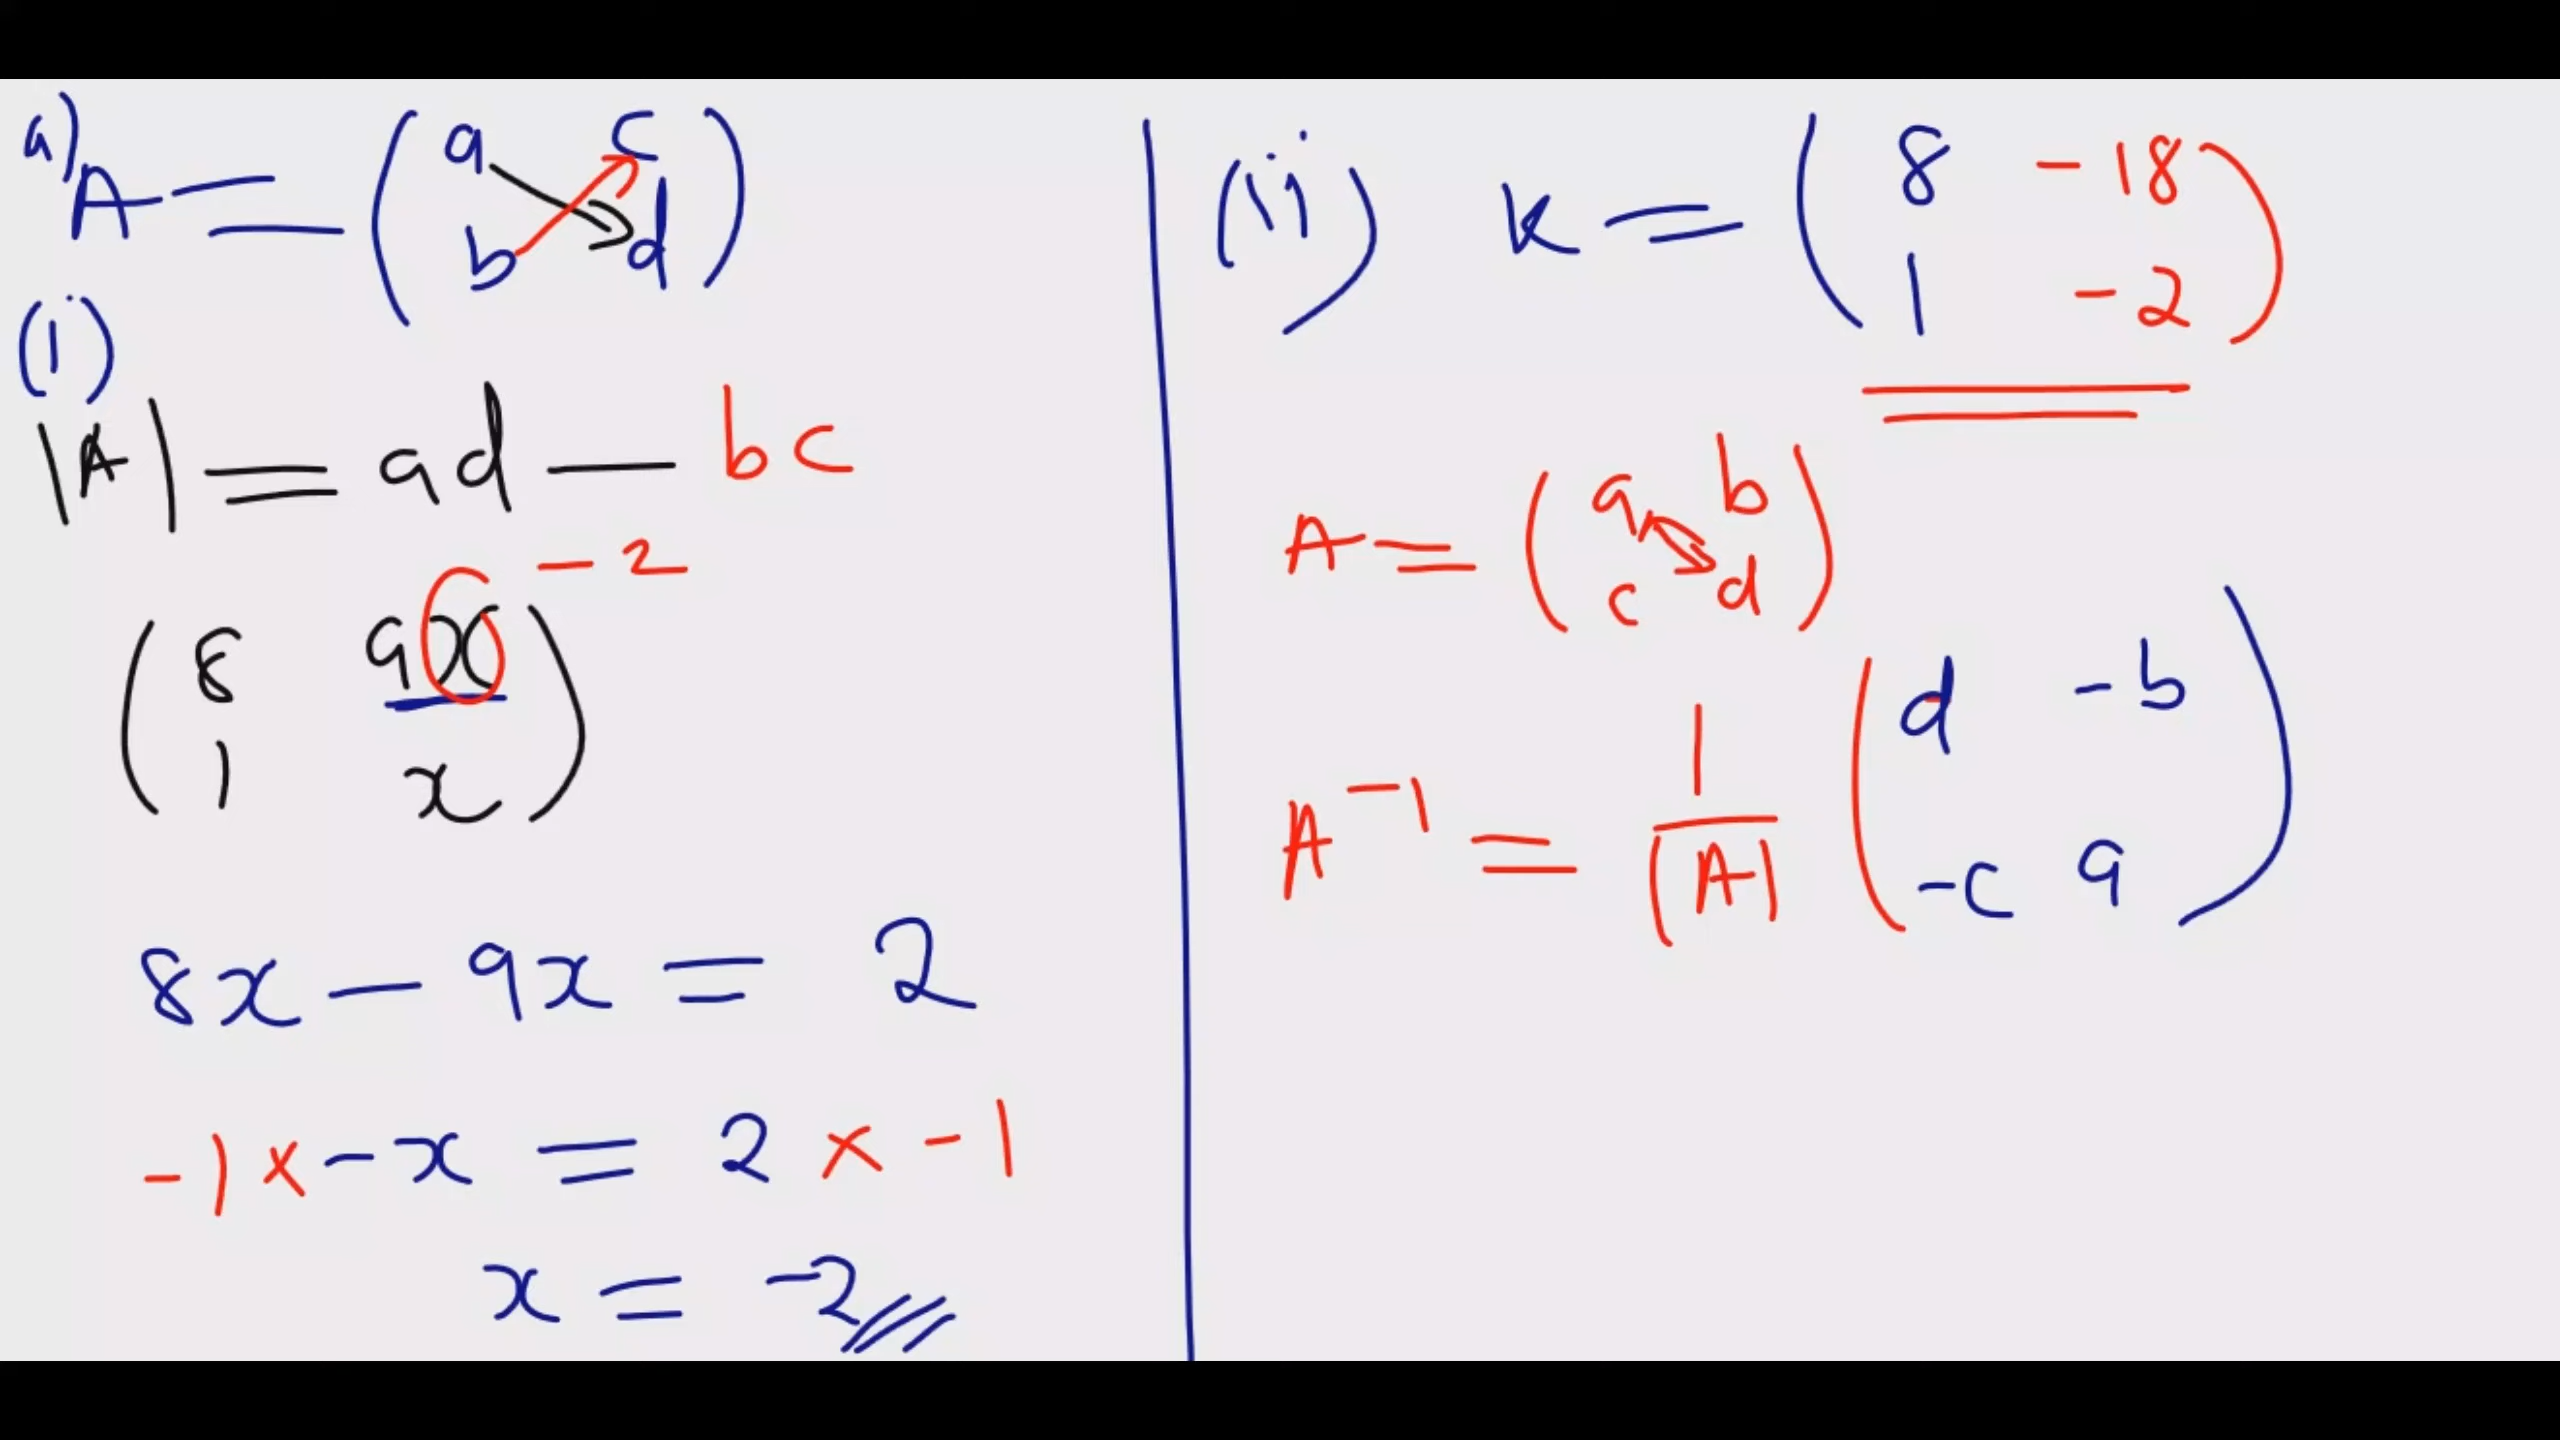 a) A = ( a c
b d )
(i)
|A| = ad — bc
- 2
( 8 9x
1 x )
8x — 9x = 2
-1 x -x = 2 x -1
x = -2
(ii) K = ( 8 -18
1 -2 )
A = ( a b
c d )
A⁻¹ = 1/|A| ( d -b
-c a )